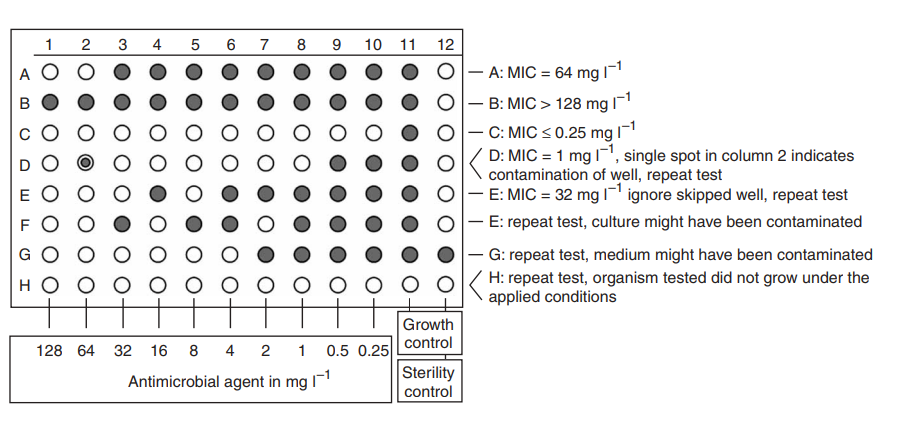 1 2 3 4 5 6 7 8 9 10 11 12
A
B
C
D
E
F
G
H
A: MIC = 64 mg l⁻¹
B: MIC > 128 mg l⁻¹
C: MIC ≤ 0.25 mg l⁻¹
D: MIC = 1 mg l⁻¹, single spot in column 2 indicates
contamination of well, repeat test
E: MIC = 32 mg l⁻¹ ignore skipped well, repeat test
E: repeat test, culture might have been contaminated
G: repeat test, medium might have been contaminated
H: repeat test, organism tested did not grow under the
applied conditions
128 64 32 16 8 4 2 1 0.5 0.25
Antimicrobial agent in mg l⁻¹
Growth
control
Sterility
control